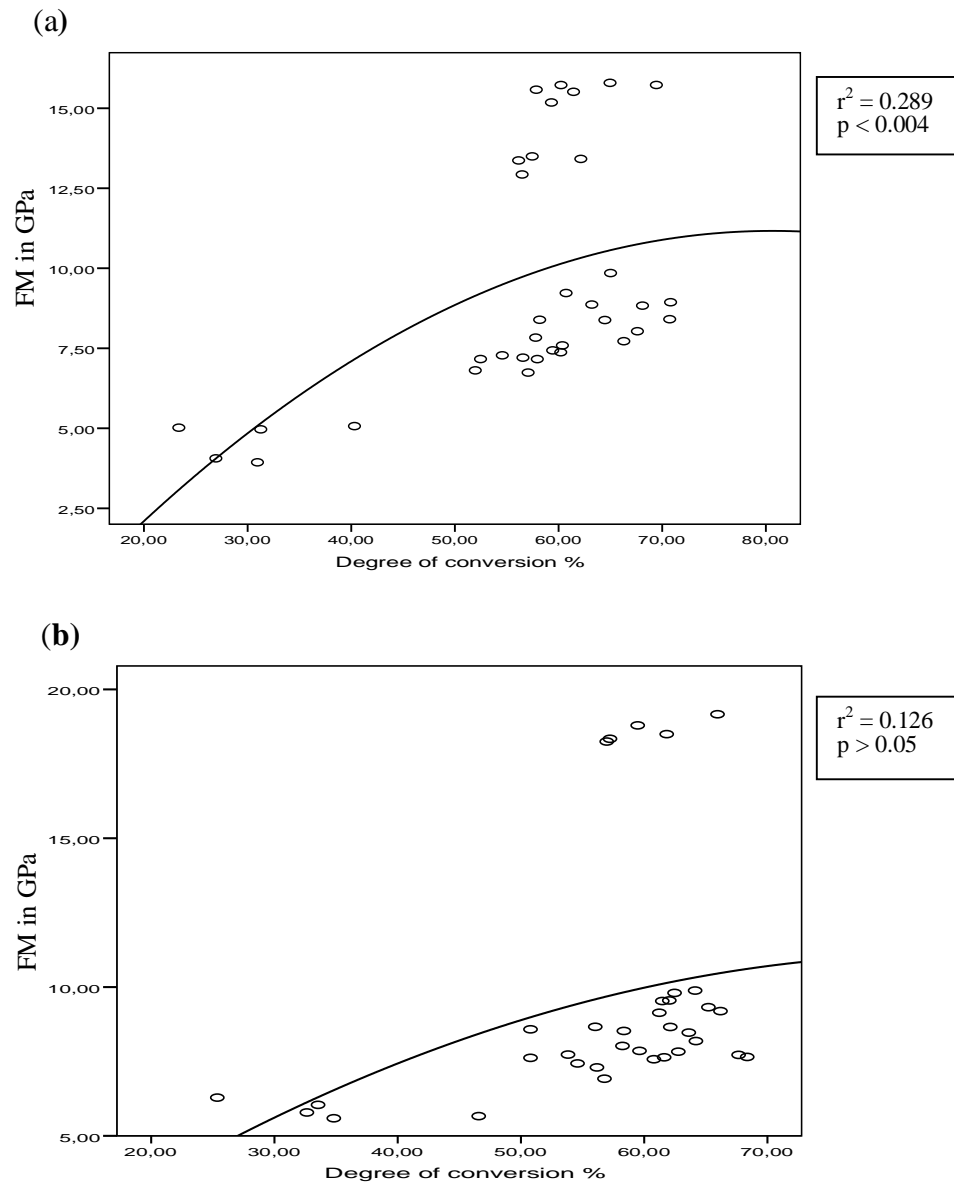 (a)
r² = 0.289
p < 0.004
FM in GPa
15,00
12,50
10,00
7,50
5,00
2,50
20,00 30,00 40,00 50,00 60,00 70,00 80,00
Degree of conversion %
(b)
r² = 0.126
p > 0.05
FM in GPa
20,00
15,00
10,00
5,00
20,00 30,00 40,00 50,00 60,00 70,00
Degree of conversion %